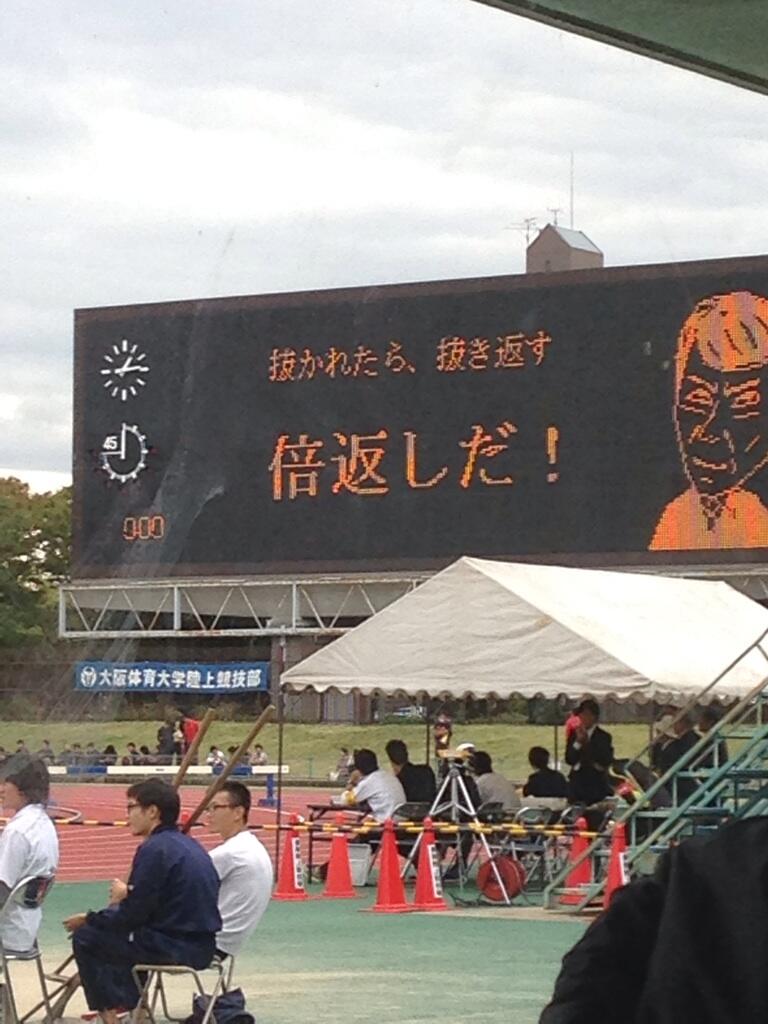 抜かれたら、抜き返す
倍返しだ！
45
大阪体育大学陸上競技部